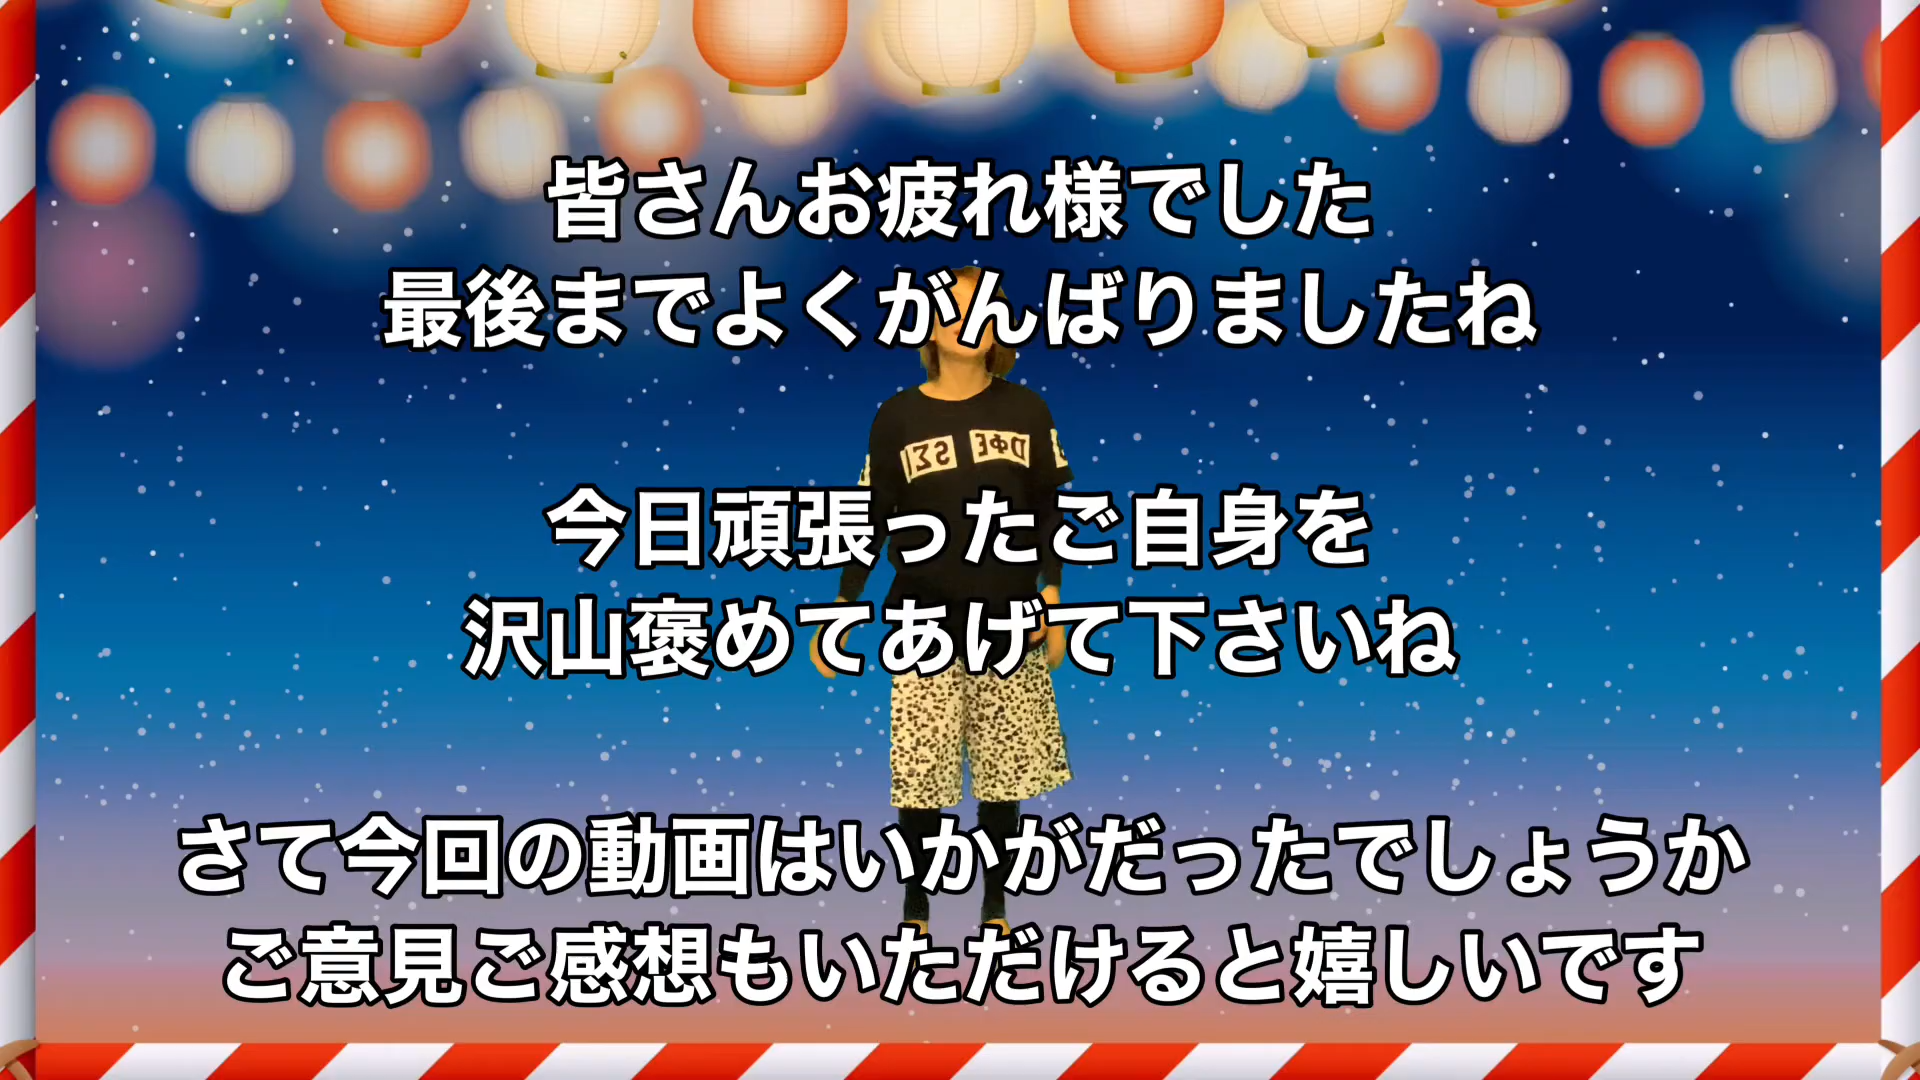 皆さんお疲れ様でした
最後までよくがんばりましたね
今日頑張ったご自身を
沢山褒めてあげて下さいね
さて今回の動画はいかがだったでしょうか
ご意見ご感想もいただけると嬉しいです